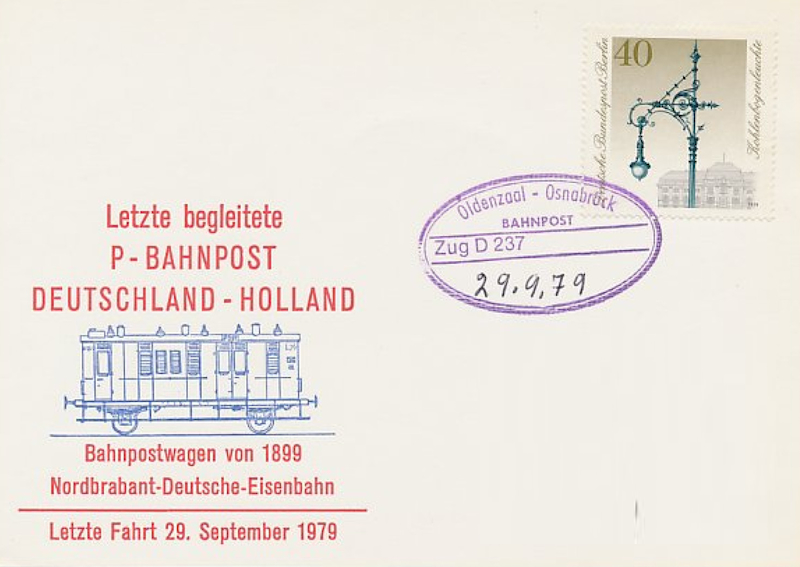 40
Deutsche Bundespost Berlin
Kohlenbogenleuchte
Oldenzaal - Osnabrück
BAHNPOST
Zug D 237
29.9.79
Letzte begleitete
P-BAHNPOST
DEUTSCHLAND-HOLLAND
Bahnpostwagen von 1899
Nordbrabant-Deutsche-Eisenbahn
Letzte Fahrt 29. September 1979